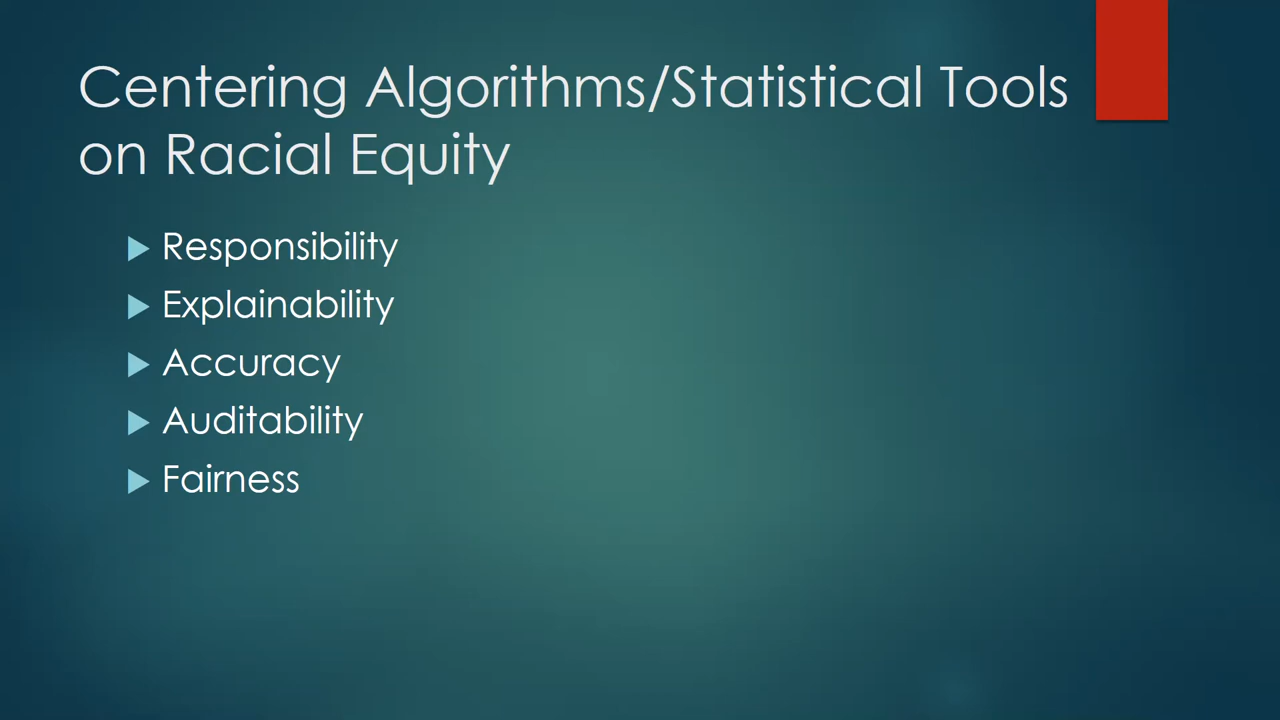 Centering Algorithms/Statistical Tools
on Racial Equity
Responsibility
Explainability
Accuracy
Auditability
Fairness